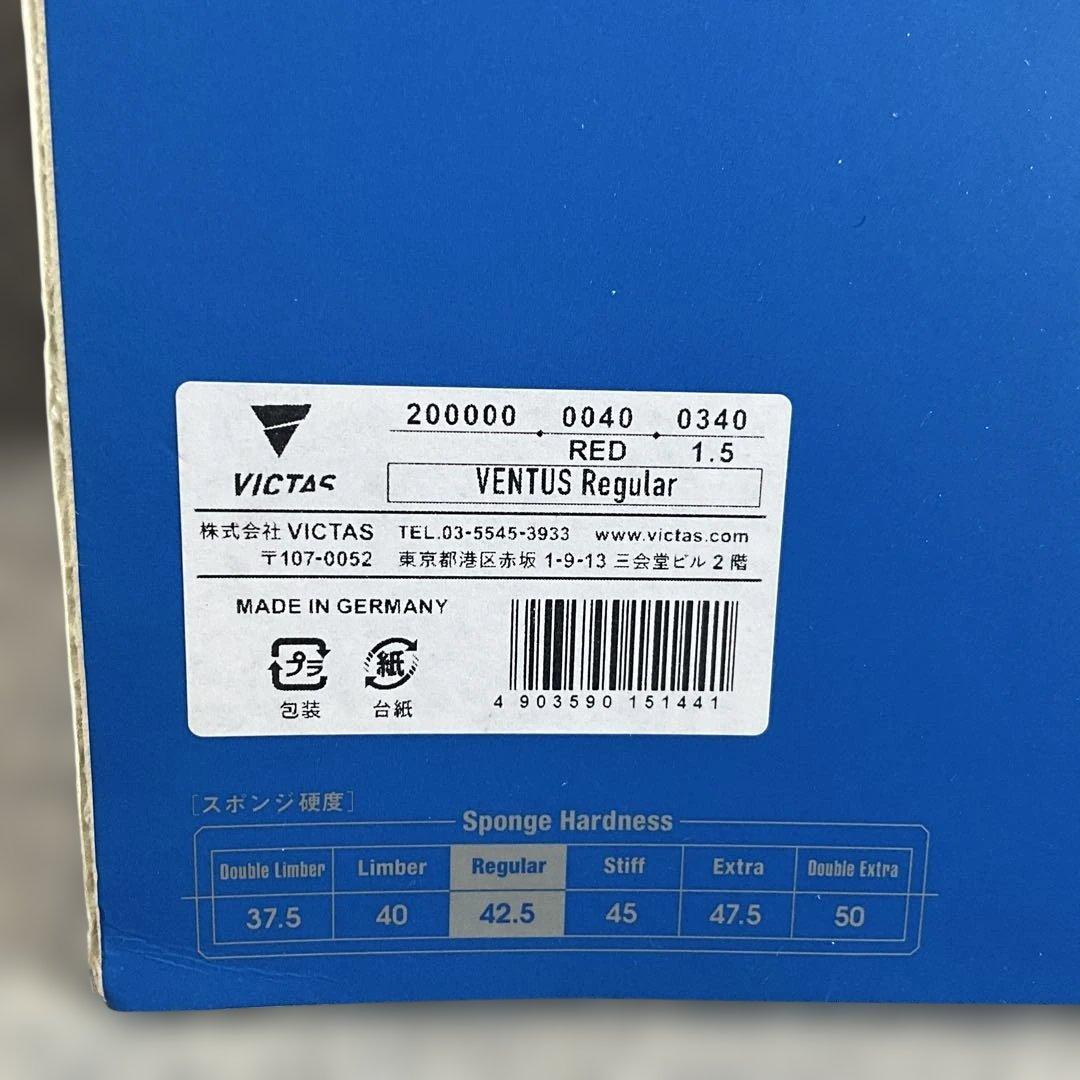 200000 0040 0340
RED 1.5
VICTAS
VENTUS Regular
株式会社 VICTAS TEL.03-5545-3933 www.victas.com
〒107-0052 東京都港区赤坂 1-9-13 三会堂ビル 2 階
MADE IN GERMANY
プラ 紙
包装 台紙
4 903590 151441
[スポンジ硬度]
Sponge Hardness
Double Limber Limber Regular Stiff Extra Double Extra
37.5 40 42.5 45 47.5 50